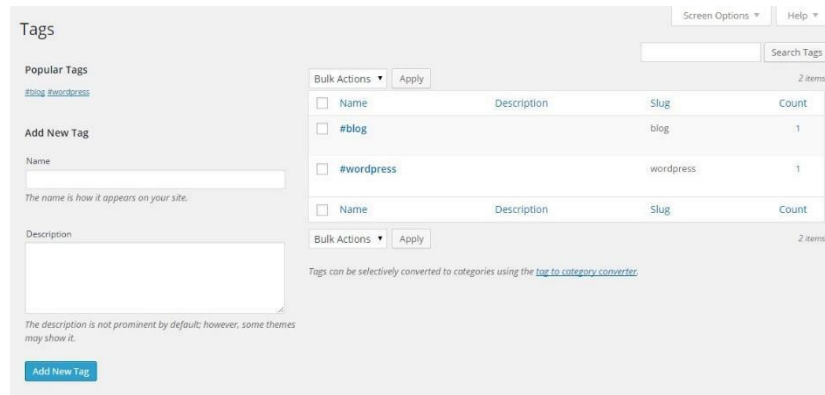 Screen Options ▼ Help ▼
Tags
Search Tags
Popular Tags
#blog #wordpress
Add New Tag
Name
The name is how it appears on your site.
Description
The description is not prominent by default; however, some themes
may show it.
Add New Tag
Bulk Actions ▼ Apply 2 items
Name Description Slug Count
#blog blog 1
#wordpress wordpress 1
Name Description Slug Count
Bulk Actions ▼ Apply 2 items
Tags can be selectively converted to categories using the tag to category converter.